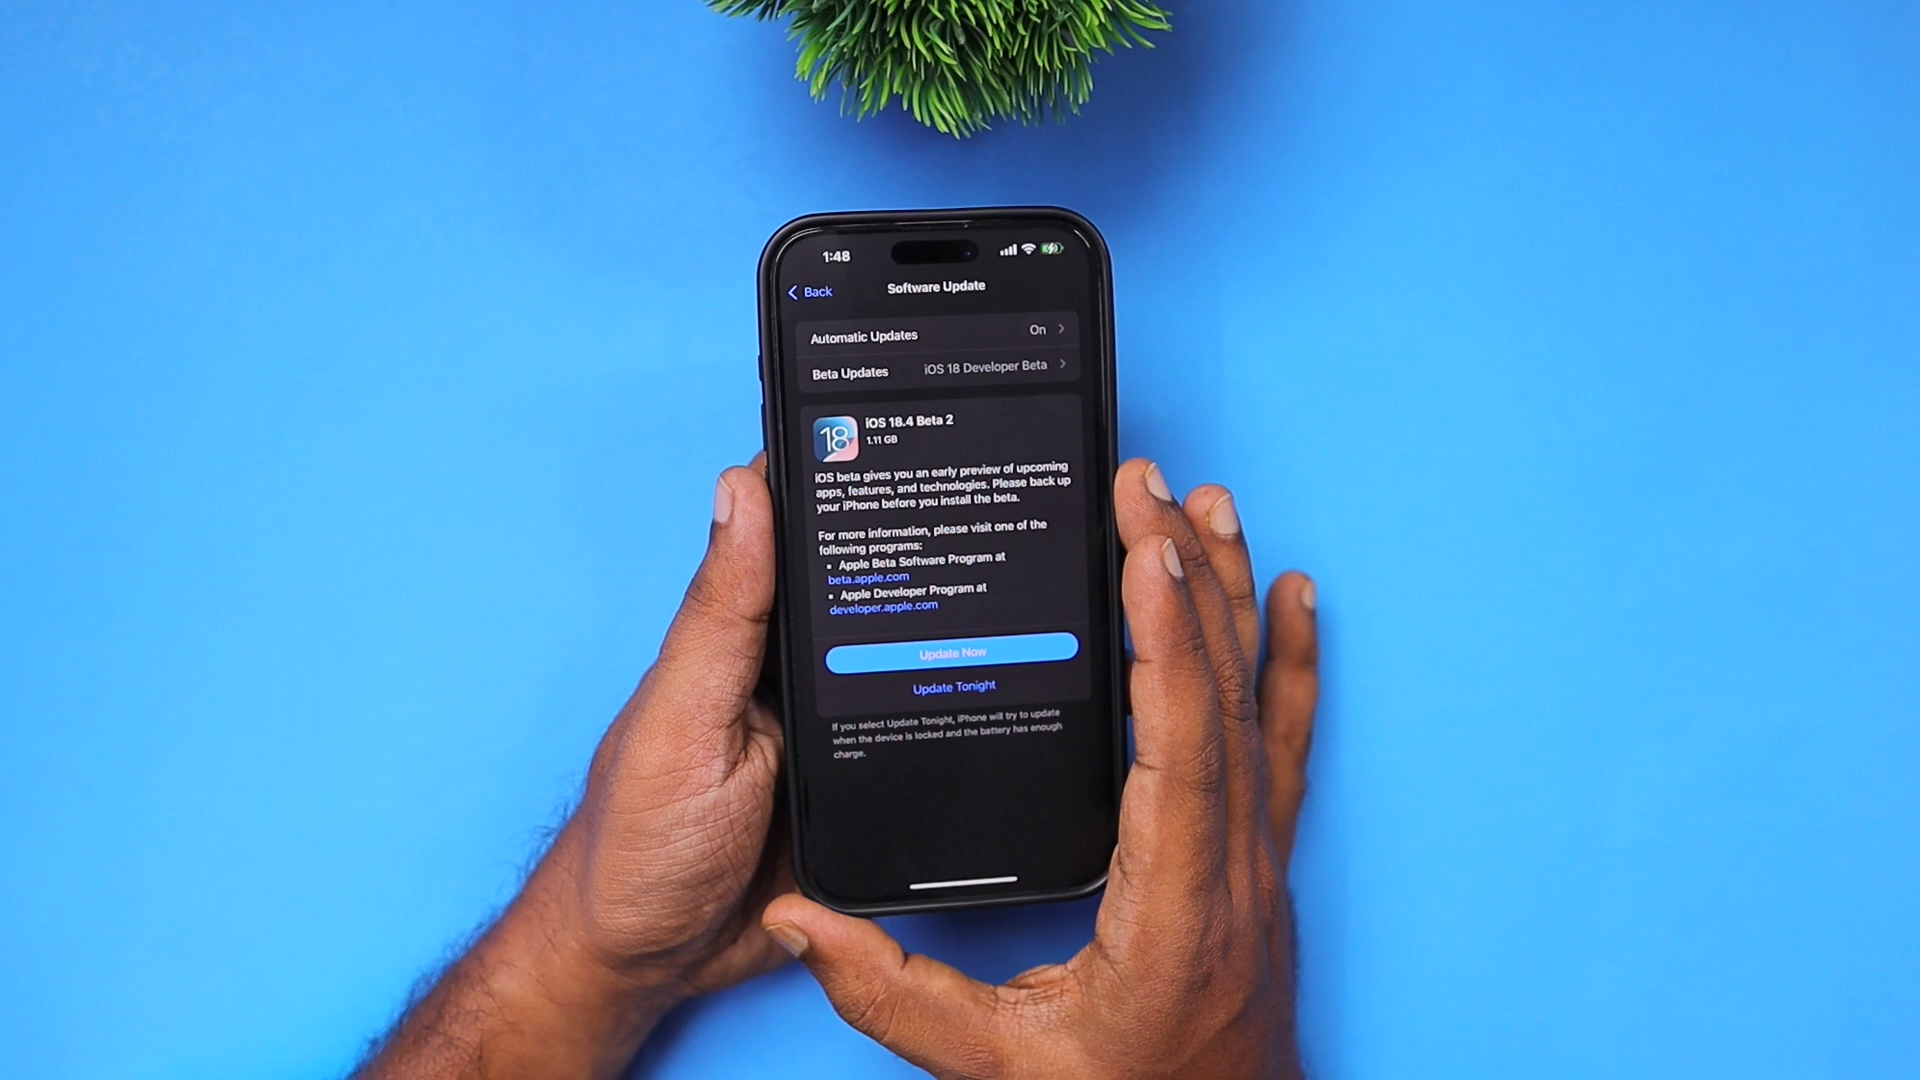 1:48
Back
Software Update
Automatic Updates On
Beta Updates iOS 18 Developer Beta
18
iOS 18.4 Beta 2
1.11 GB
iOS beta gives you an early preview of upcoming
apps, features, and technologies. Please back up
your iPhone before you install the beta.
For more information, please visit one of the
following programs:
• Apple Beta Software Program at
beta.apple.com
• Apple Developer Program at
developer.apple.com
Update Now
Update Tonight
If you select Update Tonight, iPhone will try to update
when the device is locked and the battery has enough
charge.